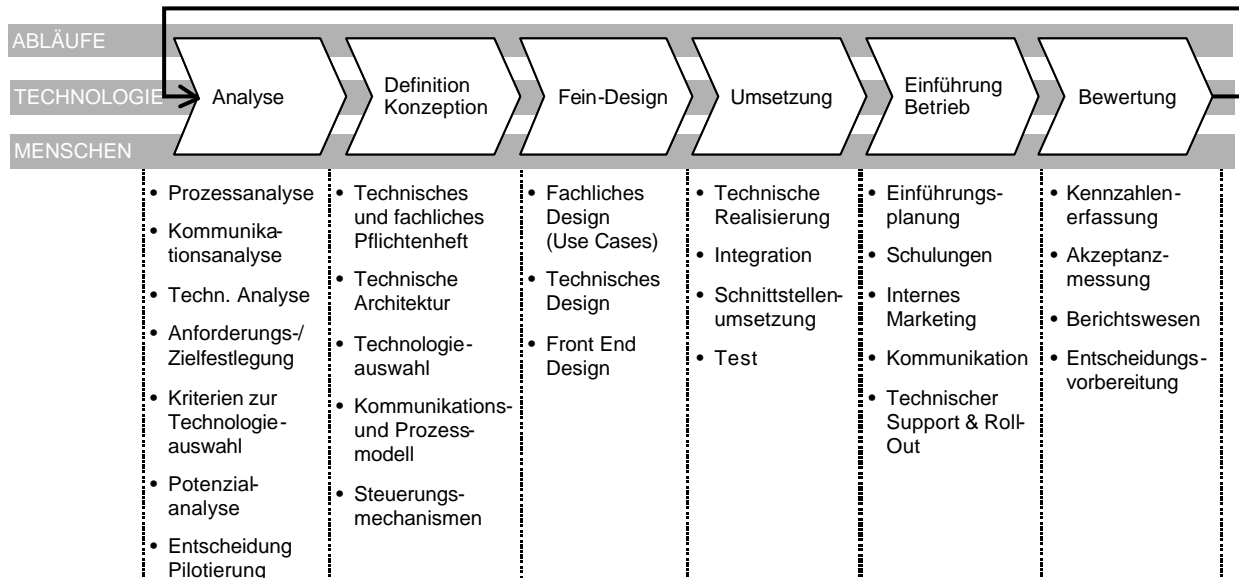 ABLÄUFE
TECHNOLOGIE
MENSCHEN
Analyse
Definition
Konzeption
Fein-Design
Umsetzung
Einführung
Betrieb
Bewertung
• Prozessanalyse
• Kommunika-
tionsanalyse
• Techn. Analyse
• Anforderungs-/
Zielfestlegung
• Kriterien zur
Technologie-
auswahl
• Potenzial-
analyse
• Entscheidung
Pilotierung
• Technisches
und fachliches
Pflichtenheft
• Technische
Architektur
• Technologie-
auswahl
• Kommunikations-
und Prozess-
modell
• Steuerungs-
mechanismen
• Fachliches
Design
(Use Cases)
• Technisches
Design
• Front End
Design
• Technische
Realisierung
• Integration
• Schnittstellen-
umsetzung
• Test
• Einführungs-
planung
• Schulungen
• Internes
Marketing
• Kommunikation
• Technischer
Support & Roll-
Out
• Kennzahlen-
erfassung
• Akzeptanz-
messung
• Berichtswesen
• Entscheidungs-
vorbereitung